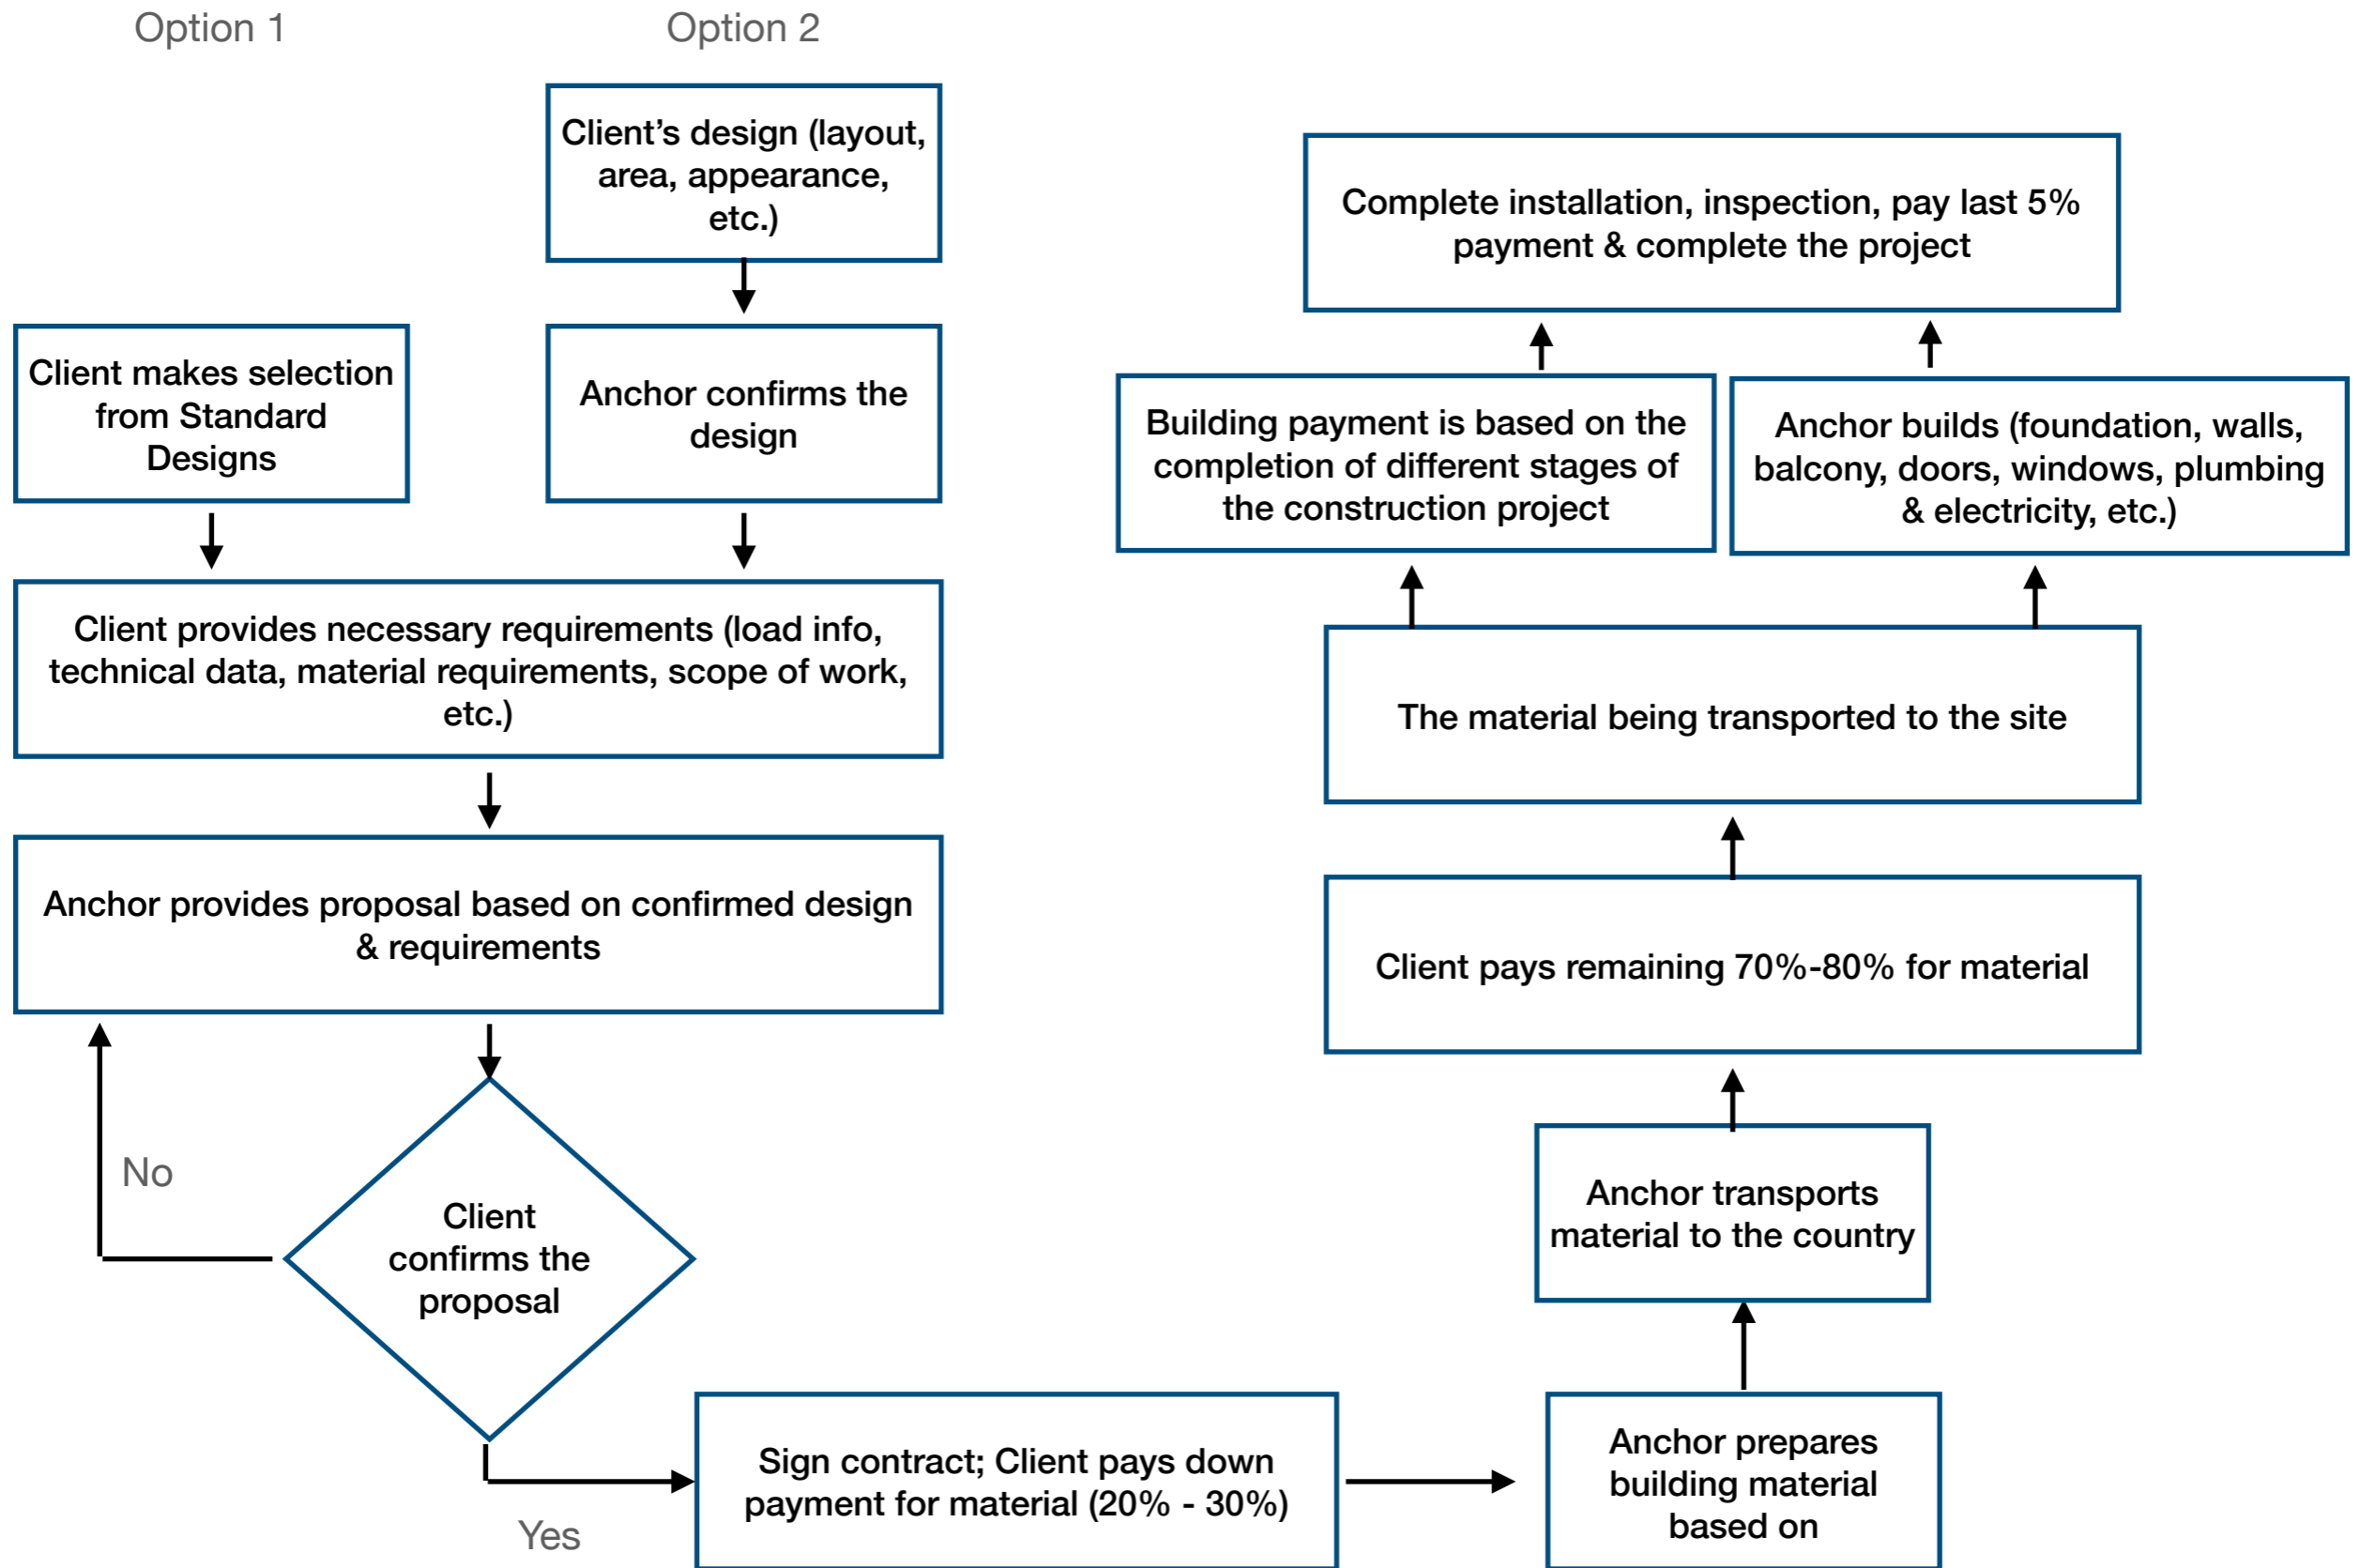 Option 1
Option 2
Client’s design (layout,
area, appearance,
etc.)
Client makes selection
from Standard
Designs
Anchor confirms the
design
Client provides necessary requirements (load info,
technical data, material requirements, scope of work,
etc.)
Anchor provides proposal based on confirmed design
& requirements
No
Client
confirms the
proposal
Yes
Sign contract; Client pays down
payment for material (20% - 30%)
Anchor prepares
building material
based on
Anchor transports
material to the country
Client pays remaining 70%-80% for material
The material being transported to the site
Building payment is based on the
completion of different stages of
the construction project
Anchor builds (foundation, walls,
balcony, doors, windows, plumbing
& electricity, etc.)
Complete installation, inspection, pay last 5%
payment & complete the project